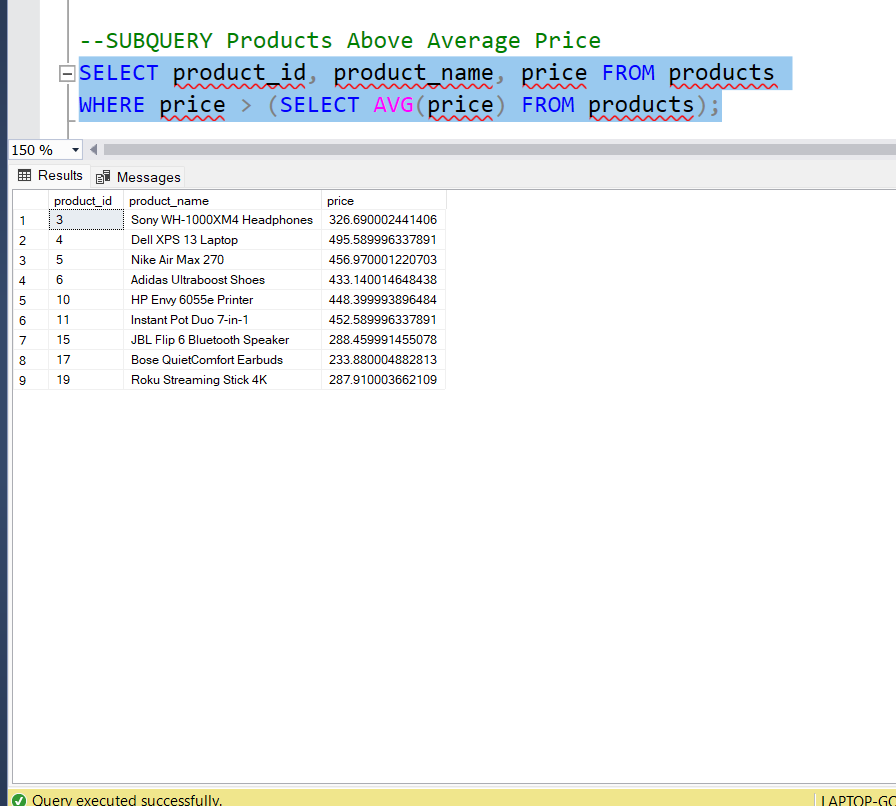 --SUBQUERY Products Above Average Price
SELECT product_id, product_name, price FROM products
WHERE price > (SELECT AVG(price) FROM products);
150 %
Results Messages
product_id product_name price
1 3 Sony WH-1000XM4 Headphones 326.690002441406
2 4 Dell XPS 13 Laptop 495.589996337891
3 5 Nike Air Max 270 456.970001220703
4 6 Adidas Ultraboost Shoes 433.140014648438
5 10 HP Envy 6055e Printer 448.399993896484
6 11 Instant Pot Duo 7-in-1 452.589996337891
7 15 JBL Flip 6 Bluetooth Speaker 288.459991455078
8 17 Bose QuietComfort Earbuds 233.880004882813
9 19 Roku Streaming Stick 4K 287.910003662109
Query executed successfully. LAPTOP-GO